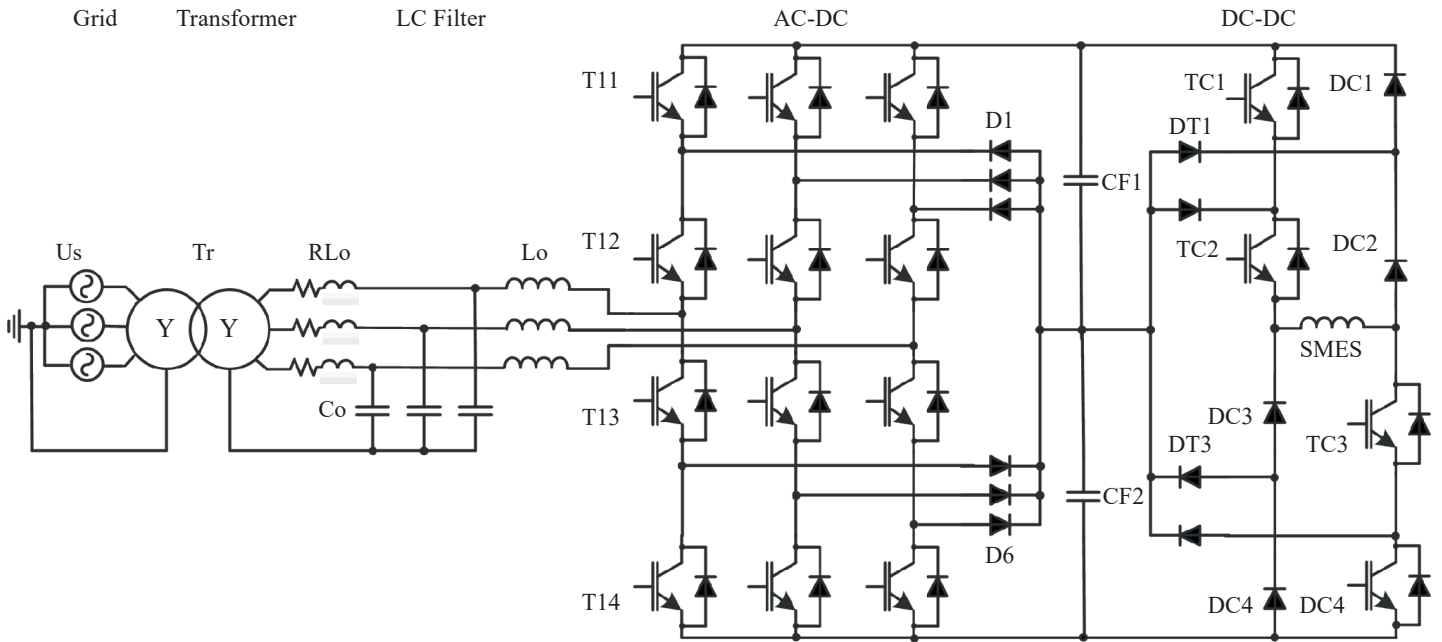 Grid Transformer LC Filter AC-DC DC-DC
T11
TC1
DC1
D1
DT1
CF1
T12
TC2
DC2
Us
Tr
RLo
Lo
Y Y
SMES
Co
T13
DC3
TC3
DT3
CF2
D6
T14
DC4
DC4